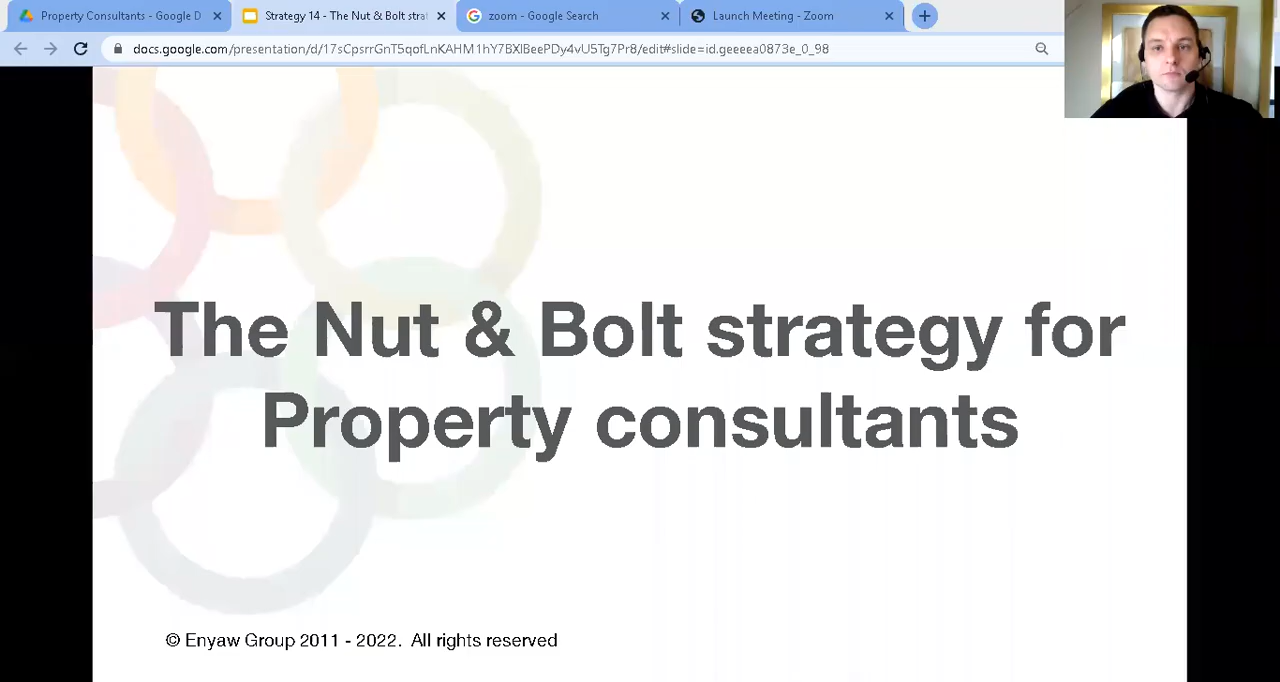 Property Consultants - Google D
Strategy 14 - The Nut & Bolt stra
zoom - Google Search
Launch Meeting - Zoom
docs.google.com/presentation/d/17sCpsrrGnT5qofLnKAHM1hY7BXlBeePDy4vU5Tg7Pr8/edit#slide=id.geeeea0873e_0_98
The Nut & Bolt strategy for
Property consultants
© Enyaw Group 2011 - 2022. All rights reserved